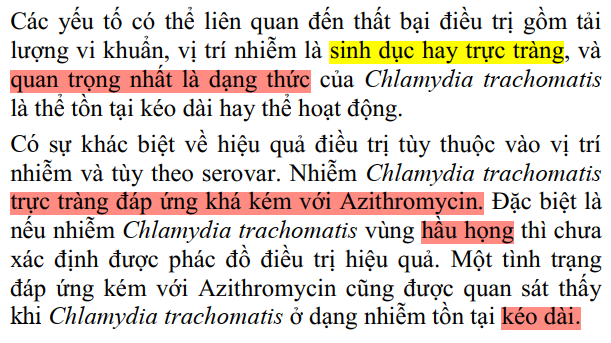 Các yếu tố có thể liên quan đến thất bại điều trị gồm tải
lượng vi khuẩn, vị trí nhiễm là sinh dục hay trực tràng, và
quan trọng nhất là dạng thức của Chlamydia trachomatis
là thể tồn tại kéo dài hay thể hoạt động.
Có sự khác biệt về hiệu quả điều trị tùy thuộc vào vị trí
nhiễm và tùy theo serovar. Nhiễm Chlamydia trachomatis
trực tràng đáp ứng khá kém với Azithromycin. Đặc biệt là
nếu nhiễm Chlamydia trachomatis vùng hầu họng thì chưa
xác định được phác đồ điều trị hiệu quả. Một tình trạng
đáp ứng kém với Azithromycin cũng được quan sát thấy
khi Chlamydia trachomatis ở dạng nhiễm tồn tại kéo dài.